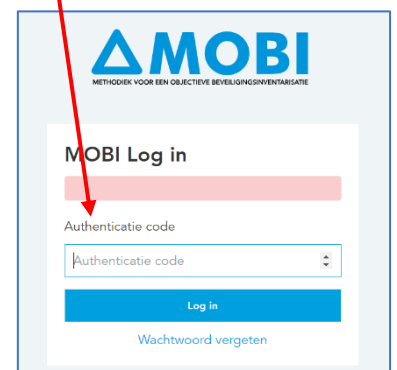 MOBI
METHODIEK VOOR EEN OBJECTIEVE BEVEILIGINGSINVENTARISATIE
MOBI Log in
Authenticatie code
Authenticatie code
Log in
Wachtwoord vergeten